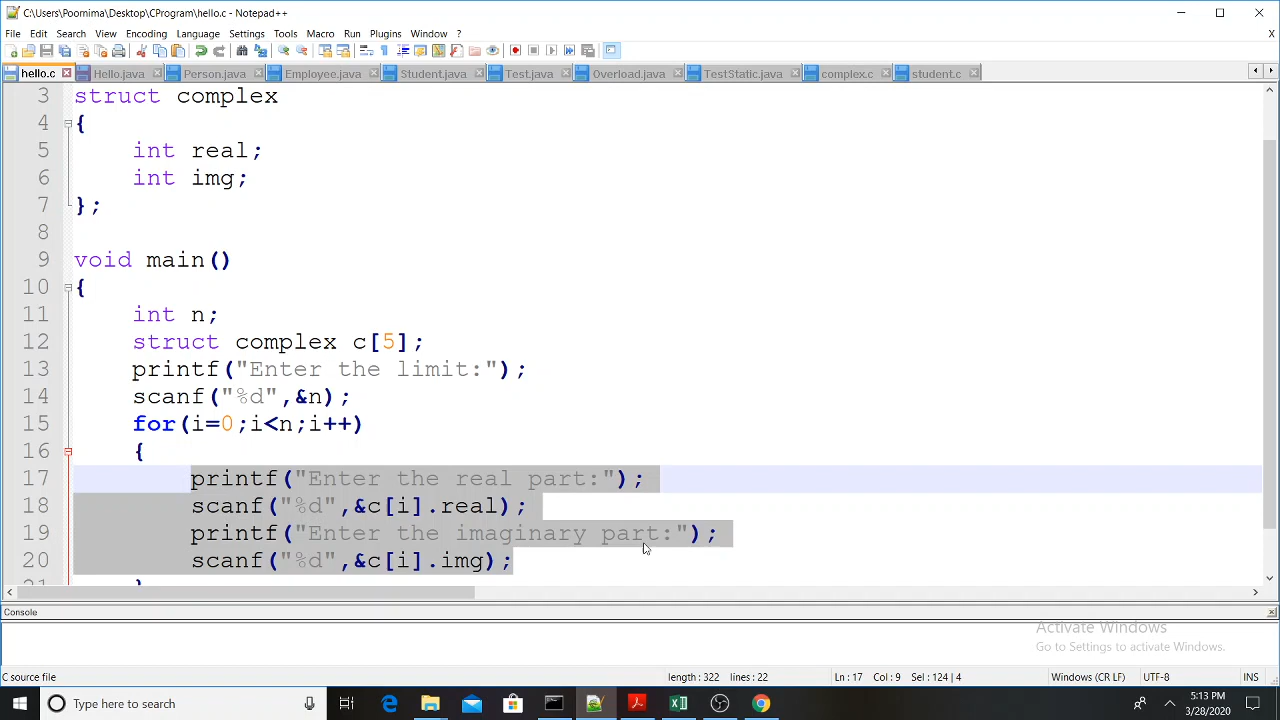 C:\Users\Poornima\Desktop\CProgram\hello.c - Notepad++
File Edit Search View Encoding Language Settings Tools Macro Run Plugins Window ?
X
hello.c Hello.java Person.java Employee.java Student.java Test.java Overload.java TestStatic.java complex.c student.c
3 struct complex
4 {
5 int real;
6 int img;
7 };
8
9 void main()
10 {
11 int n;
12 struct complex c[5];
13 printf("Enter the limit:");
14 scanf("%d",&n);
15 for(i=0;i<n;i++)
16 {
17 printf("Enter the real part:");
18 scanf("%d",&c[i].real);
19 printf("Enter the imaginary part:");
20 scanf("%d",&c[i].img);
21 }
Console
Activate Windows
Go to Settings to activate Windows.
C source file length : 322 lines : 22 Ln : 17 Col : 9 Sel : 124 | 4 Windows (CR LF) UTF-8 INS
Type here to search
5:13 PM
3/28/2020